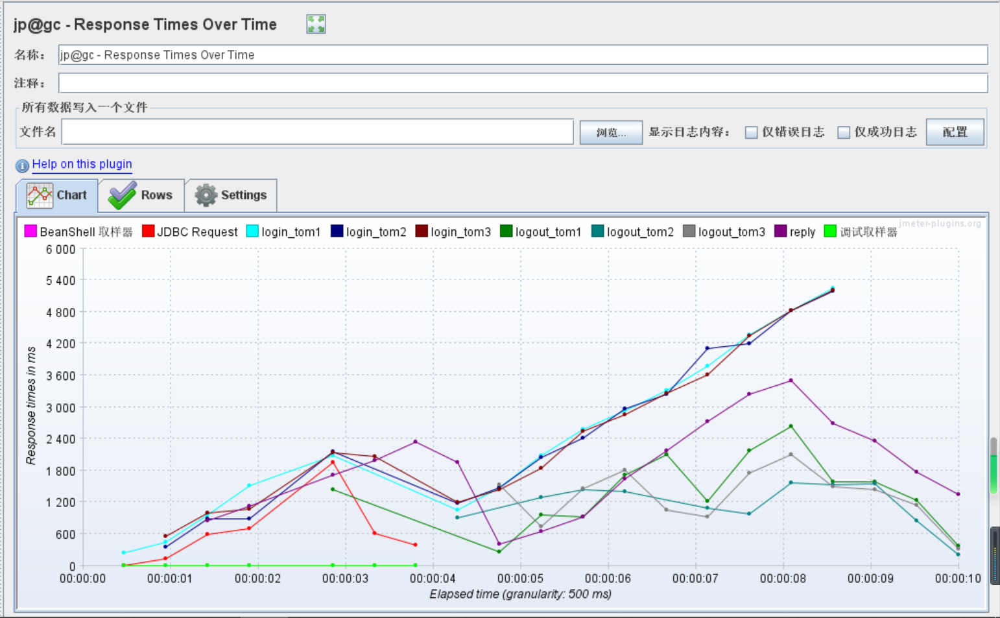 jp@gc - Response Times Over Time
名称： jp@gc - Response Times Over Time
注释：
所有数据写入一个文件
文件名 浏览... 显示日志内容： 仅错误日志 仅成功日志 配置
Help on this plugin
Chart Rows Settings
jmeter-plugins.org
BeanShell 取样器 JDBC Request login_tom1 login_tom2 login_tom3 logout_tom1 logout_tom2 logout_tom3 reply 调试取样器
6 000
5 400
4 800
4 200
3 600
3 000
2 400
1 800
1 200
600
0
Response times in ms
00:00:00 00:00:01 00:00:02 00:00:03 00:00:04 00:00:05 00:00:06 00:00:07 00:00:08 00:00:09 00:00:10
Elapsed time (granularity: 500 ms)